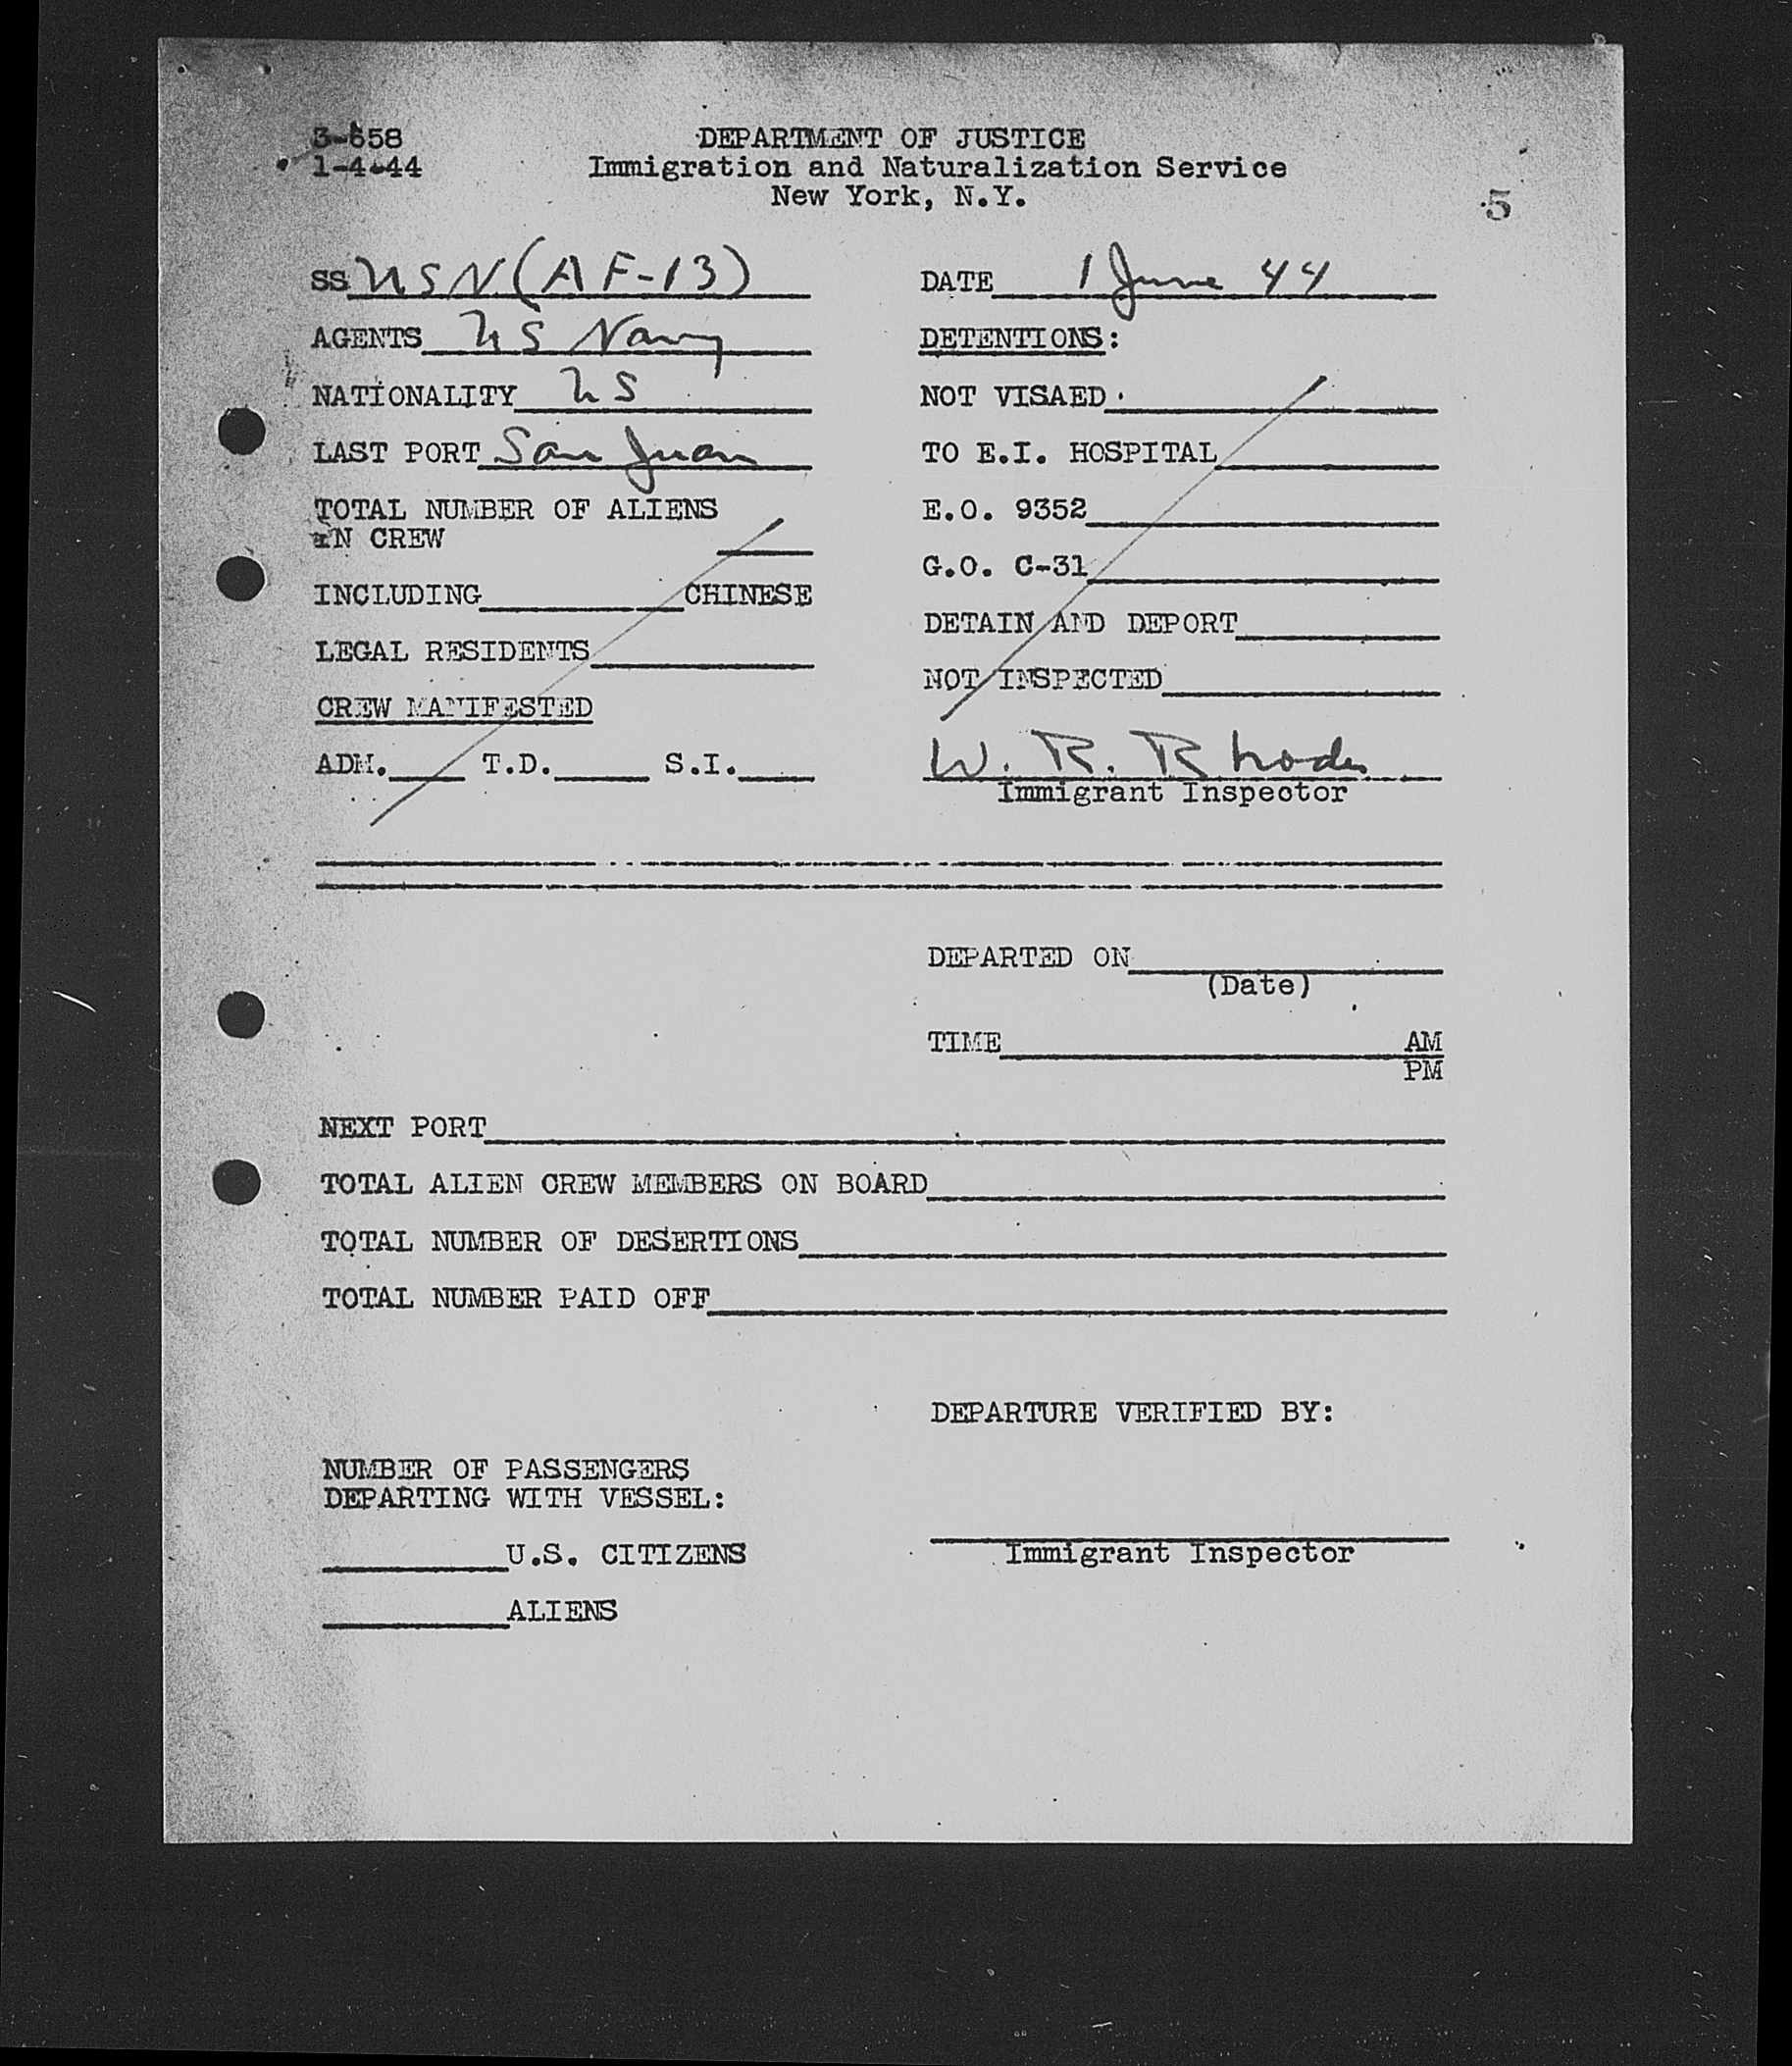 3-658 DEPARTMENT OF JUSTICE
1-4-44 Immigration and Naturalization Service
New York, N.Y.
5
SS USN (AF-13) DATE 1 June 44
AGENTS US Navy DETENTIONS:
NATIONALITY US NOT VISAED
LAST PORT San Juan TO E.I. HOSPITAL
TOTAL NUMBER OF ALIENS E.O. 9352
IN CREW
G.O. C-31
INCLUDING CHINESE
DETAIN AND DEPORT
LEGAL RESIDENTS
NOT INSPECTED
CREW MANIFESTED
ADM. T.D. S.I. W. R. Rhodes
Immigrant Inspector
DEPARTED ON
(Date)
TIME AM
PM
NEXT PORT
TOTAL ALIEN CREW MEMBERS ON BOARD
TOTAL NUMBER OF DESERTIONS
TOTAL NUMBER PAID OFF
DEPARTURE VERIFIED BY:
NUMBER OF PASSENGERS
DEPARTING WITH VESSEL:
U.S. CITIZENS
Immigrant Inspector
ALIENS